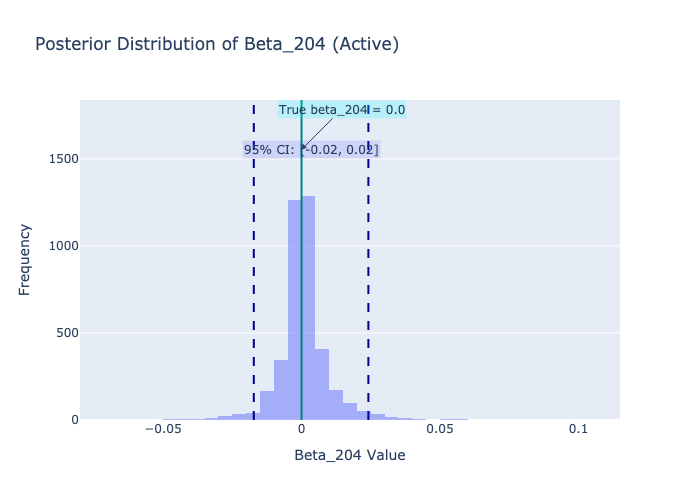 Posterior Distribution of Beta_204 (Active)
True beta_204 = 0.0
95% CI: [-0.02, 0.02]
1500
1000
500
0
Frequency
−0.05
0
0.05
0.1
Beta_204 Value